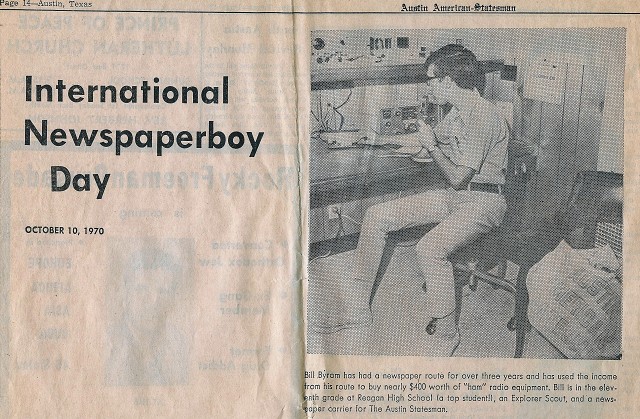 Page 14—Austin, Texas
Austin American-Statesman
International
Newspaperboy
Day
OCTOBER 10, 1970
Bill Byram has had a newspaper route for over three years and has used the income
from his route to buy nearly $400 worth of "ham" radio equipment. Bill is in the elev-
enth grade at Reagan High School (a top student!), an Explorer Scout, and a news-
paper carrier for The Austin Statesman.